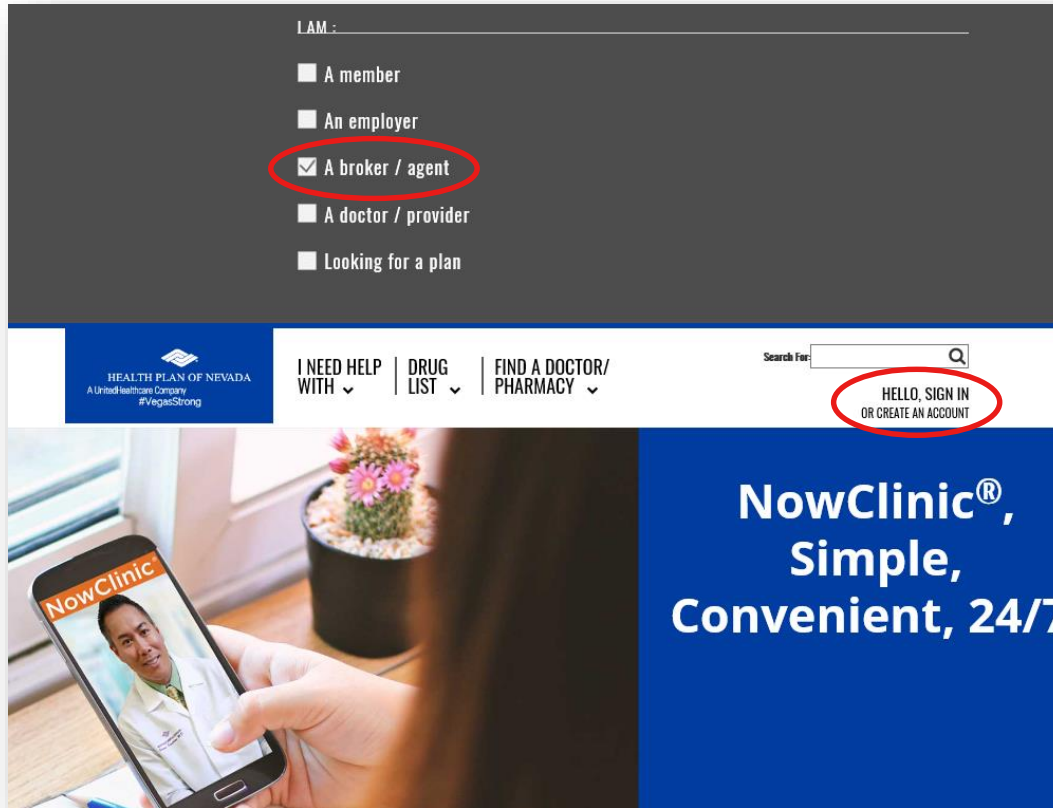 I AM :
A member
An employer
A broker / agent
A doctor / provider
Looking for a plan
HEALTH PLAN OF NEVADA
A UnitedHealthcare Company
#VegasStrong
I NEED HELP
WITH
DRUG
LIST
FIND A DOCTOR/
PHARMACY
Search For:
HELLO, SIGN IN
OR CREATE AN ACCOUNT
NowClinic®
NowClinic®,
Simple,
Convenient, 24/7